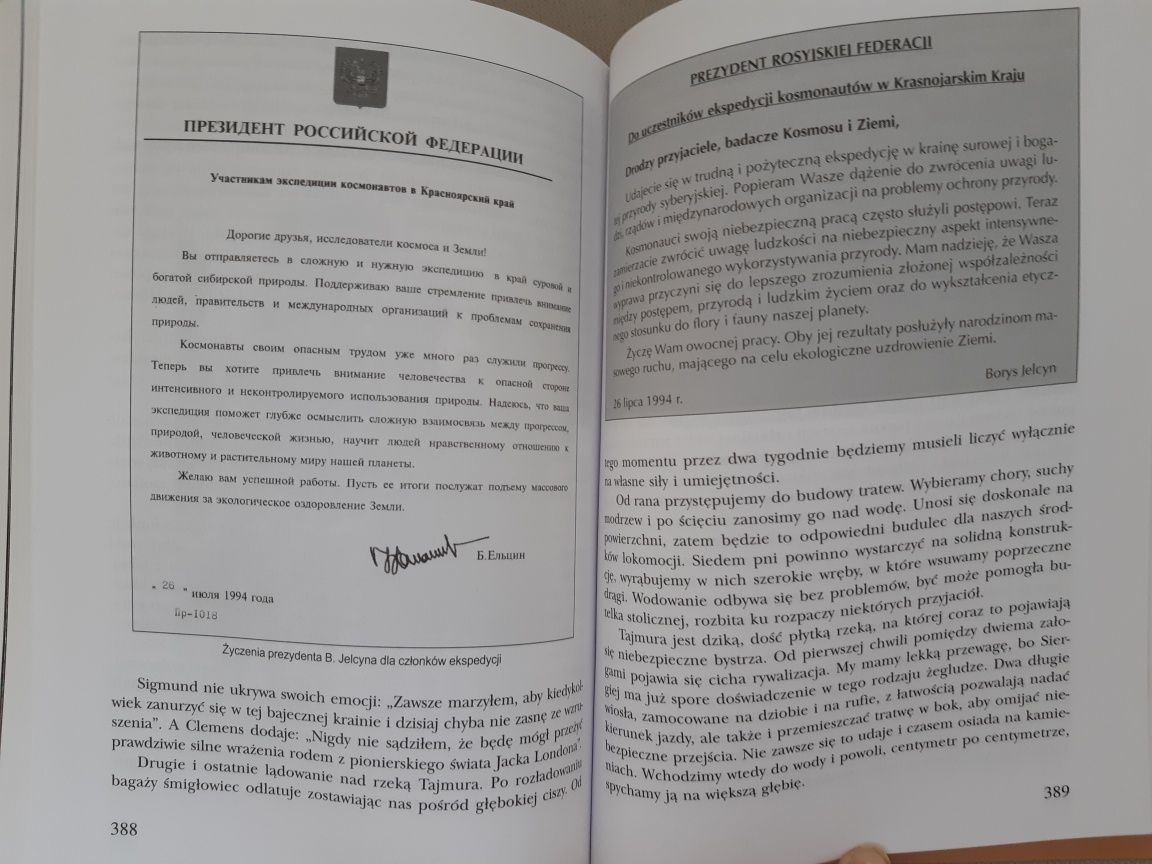 ПРЕЗИДЕНТ РОССИЙСКОЙ ФЕДЕРАЦИИ
Участникам экспедиции космонавтов в Красноярский край
Дорогие друзья, исследователи космоса и Земли!
Вы отправляетесь в сложную и нужную экспедицию в край суровой и
богатой сибирской природы. Поддерживаю ваше стремление привлечь внимание
людей, правительств и международных организаций к проблемам сохранения
природы.
Космонавты своим опасным трудом уже много раз служили прогрессу.
Теперь вы хотите привлечь внимание человечества к опасной стороне
интенсивного и неконтролируемого использования природы. Надеюсь, что ваша
экспедиция поможет глубже осмыслить сложную взаимосвязь между прогрессом,
природой, человеческой жизнью, научит людей нравственному отношению к
животному и растительному миру нашей планеты.
Желаю вам успешной работы. Пусть ее итоги послужат подъему массового
движения за экологическое оздоровление Земли.
Б.Ельцин
" 26 " июля 1994 года
Пр-1018
Życzenia prezydenta B. Jelcyna dla członków ekspedycji
Sigmund nie ukrywa swoich emocji: „Zawsze marzyłem, aby kiedykol-
wiek zanurzyć się w tej bajecznej krainie i dzisiaj chyba nie zasnę ze wzru-
szenia”. A Clemens dodaje: „Nigdy nie sądziłem, że będę mógł przeżyć
prawdziwie silne wrażenia rodem z pionierskiego świata Jacka Londona”.
Drugie i ostatnie lądowanie nad rzeką Tajmura. Po rozładowaniu
bagaży śmigłowiec odlatuje zostawiając nas pośród głębokiej ciszy. Od
388
PREZYDENT ROSYJSKIEJ FEDERACJI
Do uczestników ekspedycji kosmonautów w Krasnojarskim Kraju
Drodzy przyjaciele, badacze Kosmosu i Ziemi,
Udajecie się w trudną i pożyteczną ekspedycję w krainę surowej i boga-
tej przyrody syberyjskiej. Popieram Wasze dążenie do zwrócenia uwagi lu-
dzi, rządów i międzynarodowych organizacji na problemy ochrony przyrody.
Kosmonauci swoją niebezpieczną pracą często służyli postępowi. Teraz
zamierzacie zwrócić uwagę ludzkości na niebezpieczny aspekt intensywne-
go i niekontrolowanego wykorzystywania przyrody. Mam nadzieję, że Wasza
wyprawa przyczyni się do lepszego zrozumienia złożonej współzależności
między postępem, przyrodą i ludzkim życiem oraz do wykształcenia etycz-
nego stosunku do flory i fauny naszej planety.
Życzę Wam owocnej pracy. Oby jej rezultaty posłużyły narodzinom ma-
sowego ruchu, mającego na celu ekologiczne uzdrowienie Ziemi.
Borys Jelcyn
26 lipca 1994 r.
tego momentu przez dwa tygodnie będziemy musieli liczyć wyłącznie
na własne siły i umiejętności.
Od rana przystępujemy do budowy tratew. Wybieramy chory, suchy
modrzew i po ścięciu zanosimy go nad wodę. Unosi się doskonale na
powierzchni, zatem będzie to odpowiedni budulec dla naszych środ-
ków lokomocji. Siedem pni powinno wystarczyć na solidną konstruk-
cję, wyrąbujemy w nich szerokie wręby, w które wsuwamy poprzeczne
drągi. Wodowanie odbywa się bez problemów, być może pomogła bu-
telka stolicznej, rozbita ku rozpaczy niektórych przyjaciół.
Tajmura jest dziką, dość płytką rzeką, na której coraz to pojawiają
się niebezpieczne bystrza. Od pierwszej chwili pomiędzy dwiema zało-
gami pojawia się cicha rywalizacja. My mamy lekką przewagę, bo Sier-
giej ma już spore doświadczenie w tego rodzaju żegludze. Dwa długie
wiosła, zamocowane na dziobie i na rufie, z łatwością pozwalają nadać
kierunek jazdy, ale także i przemieszczać tratwę w bok, aby omijać nie-
bezpieczne przejścia. Nie zawsze się to udaje i czasem osiada na kamie-
niach. Wchodzimy wtedy do wody i powoli, centymetr po centymetrze,
spychamy ją na większą głębię.
389